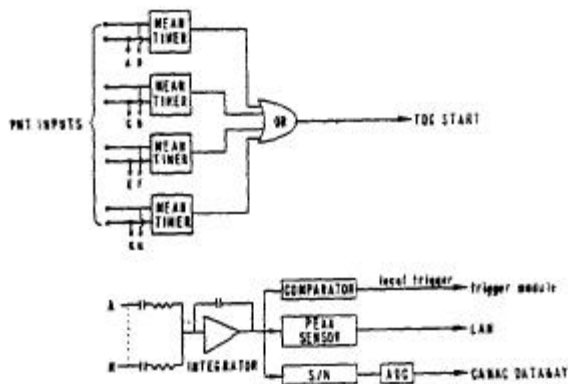 MEAN
TIMER
A B
MEAN
TIMER
C D
PMT INPUTS
OR
TDC START
MEAN
TIMER
E F
MEAN
TIMER
G H
COMPARATOR
local trigger
trigger module
A
PEAK
SENSOR
LAN
H
INTEGRATOR
S/H
ADC
CAMAC DATAWAY